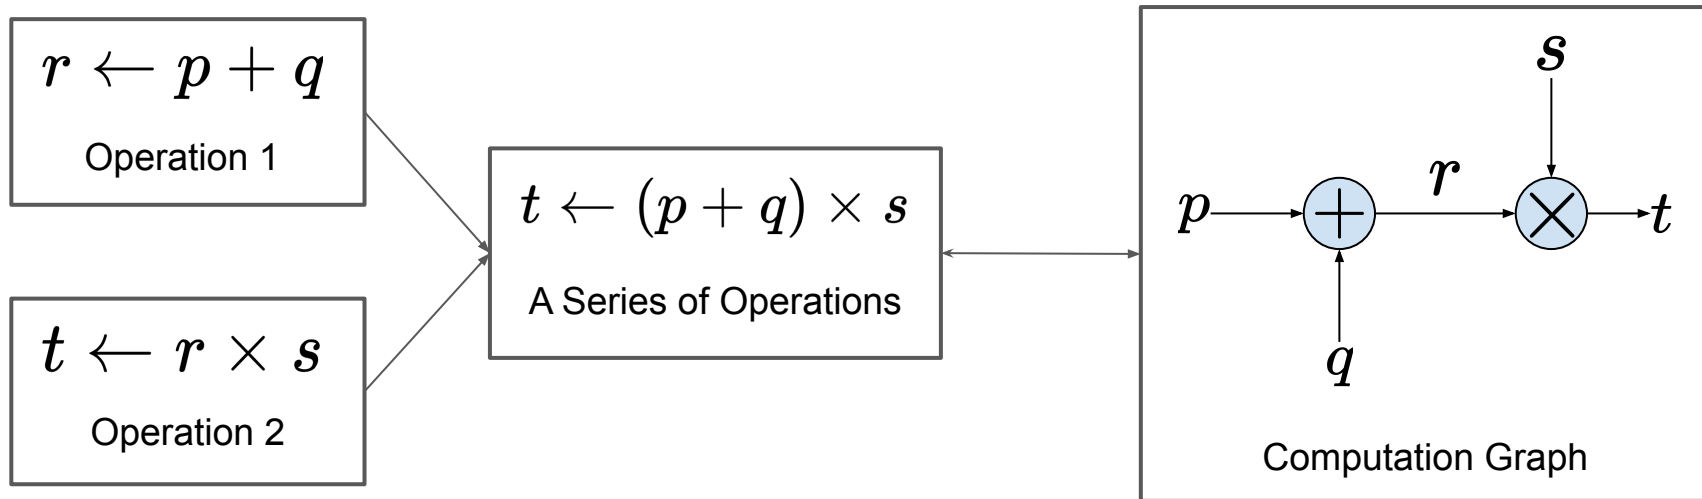 r ← p + q
Operation 1
t ← r × s
Operation 2
t ← (p + q) × s
A Series of Operations
s
r
p
+
×
t
q
Computation Graph